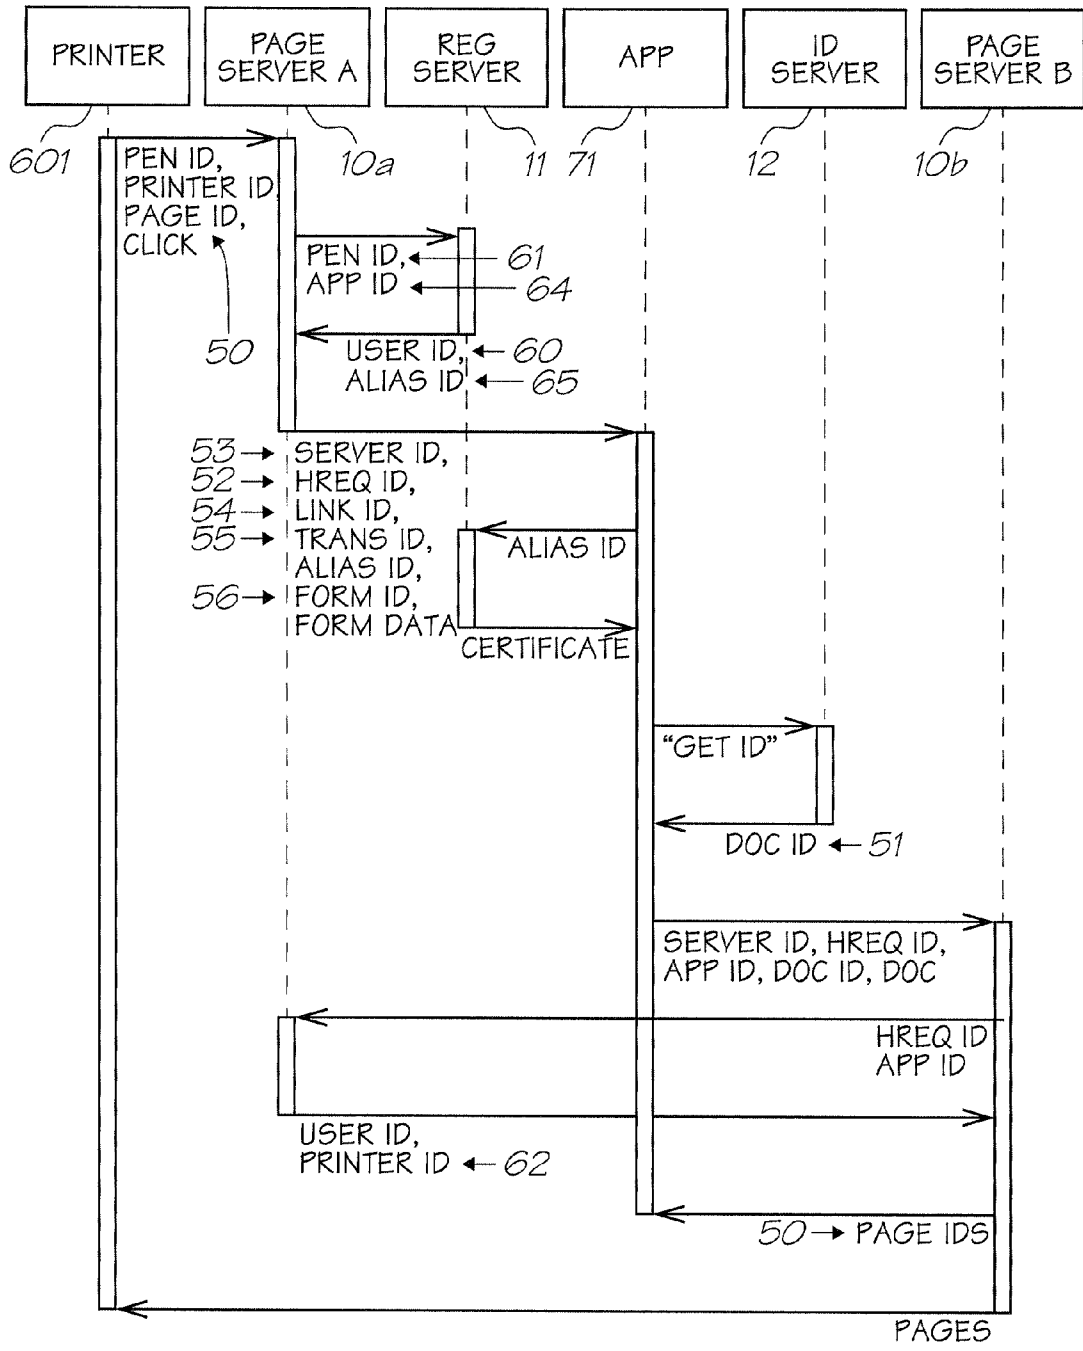 PRINTER
PAGE
SERVER A
REG
SERVER
APP
ID
SERVER
PAGE
SERVER B
601
10a
11
71
12
10b
PEN ID,
PRINTER ID
PAGE ID,
CLICK
50
PEN ID, 61
APP ID 64
USER ID, 60
ALIAS ID 65
53 SERVER ID,
52 HREQ ID,
54 LINK ID,
55 TRANS ID,
ALIAS ID,
56 FORM ID,
FORM DATA
ALIAS ID
CERTIFICATE
“GET ID”
DOC ID 51
SERVER ID, HREQ ID,
APP ID, DOC ID, DOC
HREQ ID
APP ID
USER ID,
PRINTER ID 62
50 PAGE IDS
PAGES